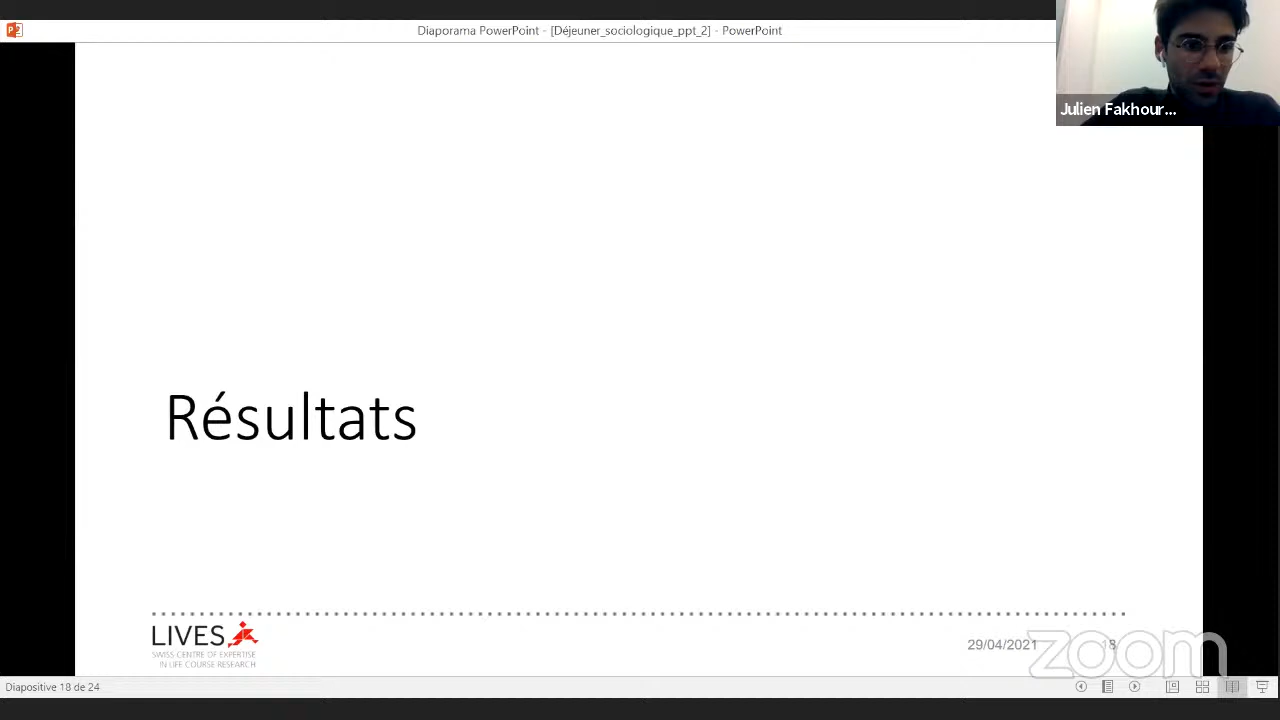 Diaporama PowerPoint - [Déjeuner_sociologique_ppt_2] - PowerPoint
Julien Fakhour...
Résultats
LIVES
SWISS CENTRE OF EXPERTISE
IN LIFE COURSE RESEARCH
29/04/2021
18
zoom
Diapositive 18 de 24